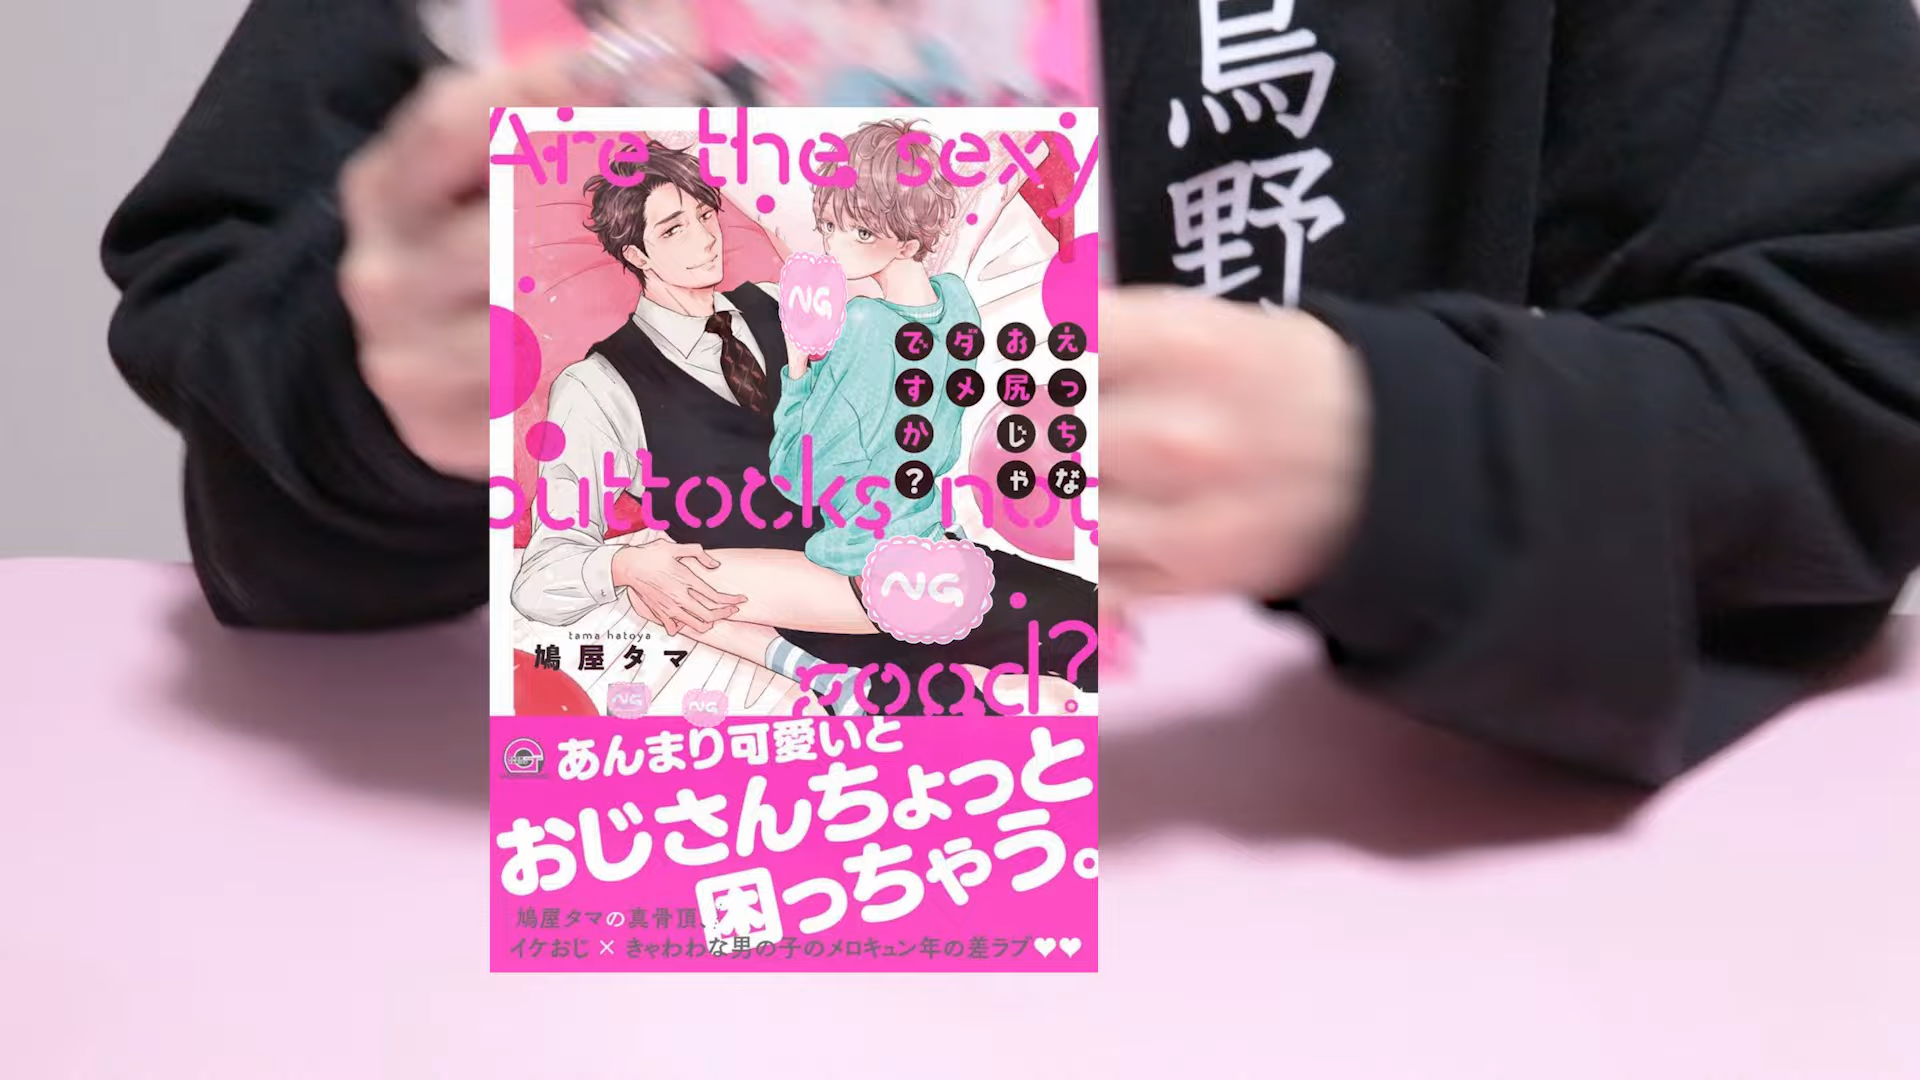 烏野
Are the sexy
buttocks not
good?
NG
えっちな
お尻じゃ
ダメ
ですか?
NG
tama hatoya
鳩屋タマ
NG
NG
あんまり可愛いと
おじさんちょっと
困っちゃう。
鳩屋タマの真骨頂、
イケおじ×きゃわわな男の子のメロキュン年の差ラブ♥♥